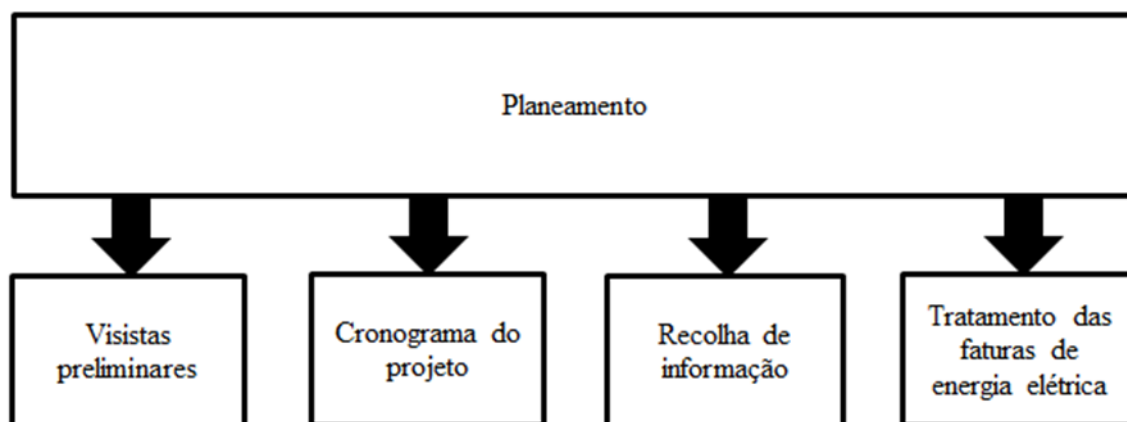 Planeamento
Visistas
preliminares
Cronograma do
projeto
Recolha de
informação
Tratamento das
faturas de
energia elétrica